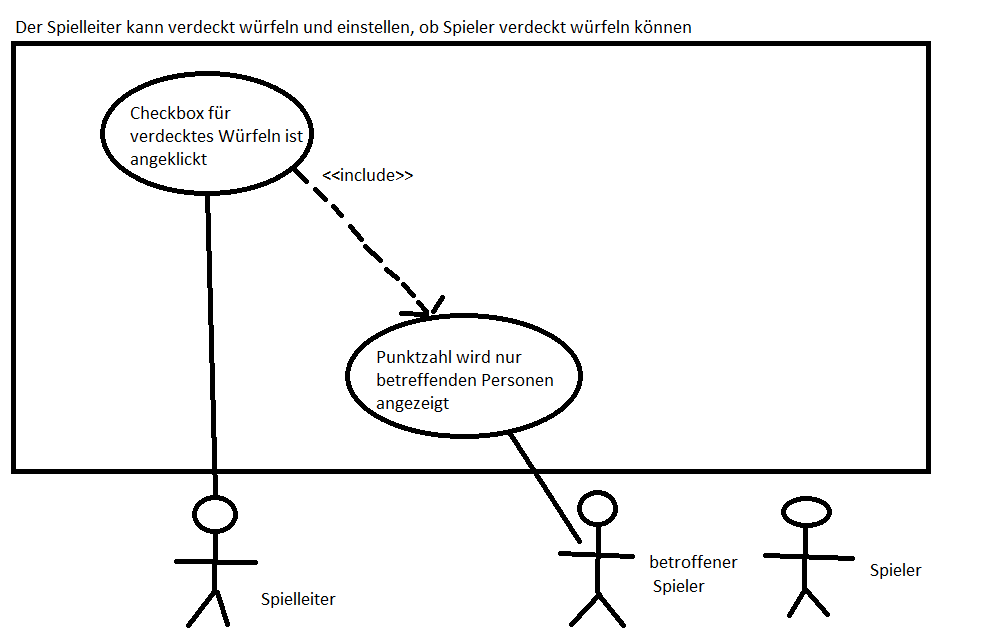 Der Spielleiter kann verdeckt würfeln und einstellen, ob Spieler verdeckt würfeln können
Checkbox für
verdecktes Würfeln ist
angeklickt
<<include>>
Punktzahl wird nur
betreffenden Personen
angezeigt
Spielleiter
betroffener
Spieler
Spieler